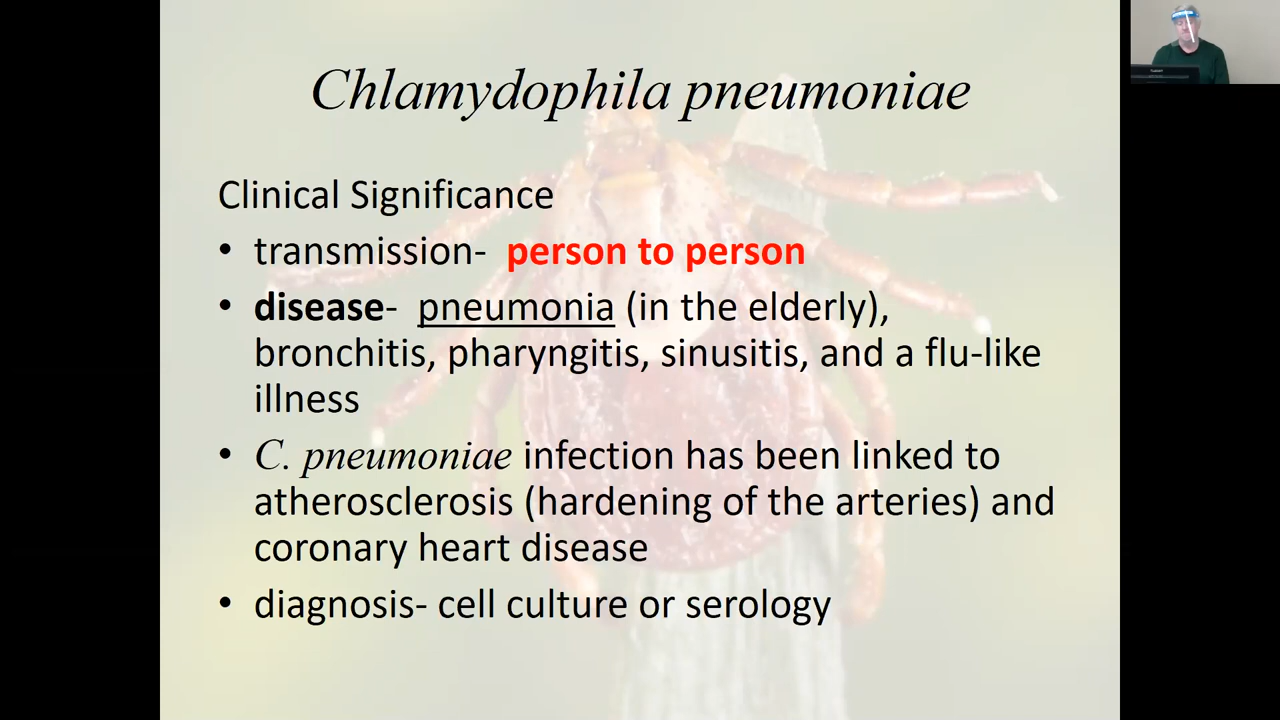 Chlamydophila pneumoniae
Clinical Significance
• transmission- person to person
• disease- pneumonia (in the elderly),
bronchitis, pharyngitis, sinusitis, and a flu-like
illness
• C. pneumoniae infection has been linked to
atherosclerosis (hardening of the arteries) and
coronary heart disease
• diagnosis- cell culture or serology